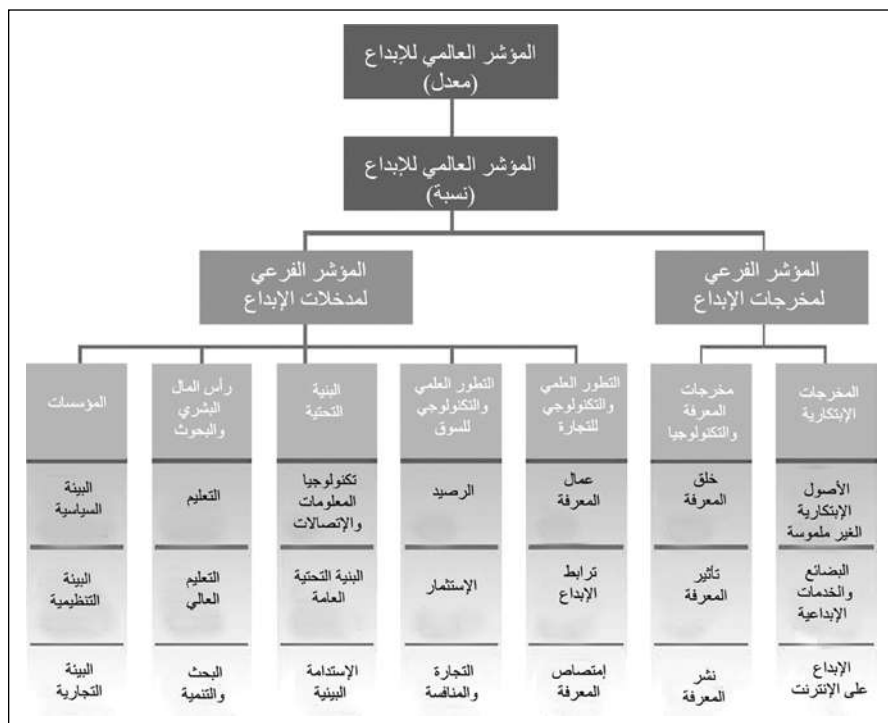 المؤشر العالمي للإبداع
(معدل)
المؤشر العالمي للإبداع
(نسبة)
المؤشر الفرعي
لمخرجات الإبداع
المؤشر الفرعي
لمدخلات الإبداع
المخرجات
الإبتكارية
مخرجات
المعرفة
والتكنولوجيا
التطور العلمي
والتكنولوجي
للتجارة
التطور العلمي
والتكنولوجي
للسوق
البنية
التحتية
رأس المال
البشري
والبحوث
المؤسسات
الأصول
الإبتكارية
الغير ملموسة
خلق
المعرفة
عمال
المعرفة
الرصيد
تكنولوجيا
المعلومات
والإتصالات
التعليم
البيئة
السياسية
البضائع
والخدمات
الإبداعية
تأثير
المعرفة
ترابط
الإبداع
الإستثمار
البنية التحتية
العامة
التعليم
العالي
البيئة
التنظيمية
الإبداع
على الإنترنت
نشر
المعرفة
إمتصاص
المعرفة
التجارة
والمنافسة
الإستدامة
البيئية
البحث
والتنمية
البيئة
التجارية